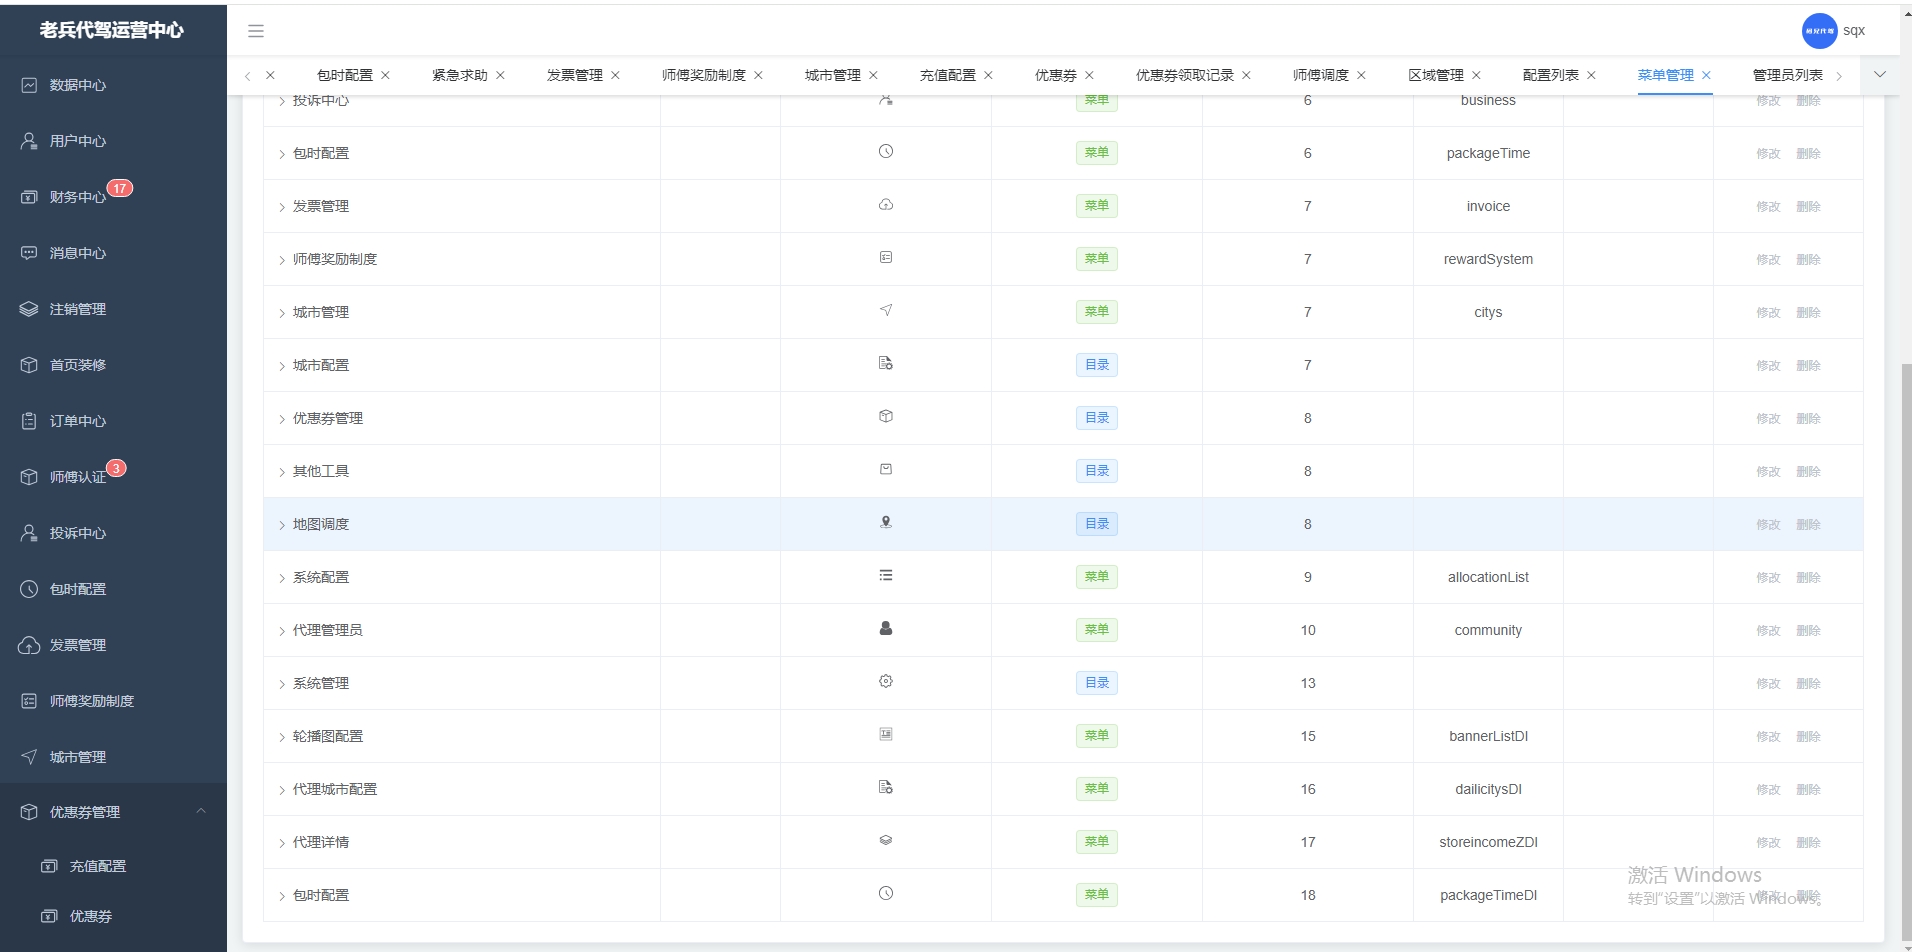 老兵代驾运营中心
sqx
包时配置
紧急求助
发票管理
师傅奖励制度
城市管理
充值配置
优惠券
优惠券领取记录
师傅调度
区域管理
配置列表
菜单管理
管理员列表
数据中心
用户中心
财务中心
17
消息中心
注销管理
首页装修
订单中心
师傅认证
3
投诉中心
包时配置
发票管理
师傅奖励制度
城市管理
优惠券管理
充值配置
优惠券
投诉中心 菜单 6 business 修改 删除
包时配置 菜单 6 packageTime 修改 删除
发票管理 菜单 7 invoice 修改 删除
师傅奖励制度 菜单 7 rewardSystem 修改 删除
城市管理 菜单 7 citys 修改 删除
城市配置 目录 7 修改 删除
优惠券管理 目录 8 修改 删除
其他工具 目录 8 修改 删除
地图调度 目录 8 修改 删除
系统配置 菜单 9 allocationList 修改 删除
代理管理员 菜单 10 community 修改 删除
系统管理 目录 13 修改 删除
轮播图配置 菜单 15 bannerListDl 修改 删除
代理城市配置 菜单 16 dailicitysDl 修改 删除
代理详情 菜单 17 storeincomeZDl 修改 删除
包时配置 菜单 18 packageTimeDl 修改 删除
激活 Windows
转到"设置"以激活 Windows。